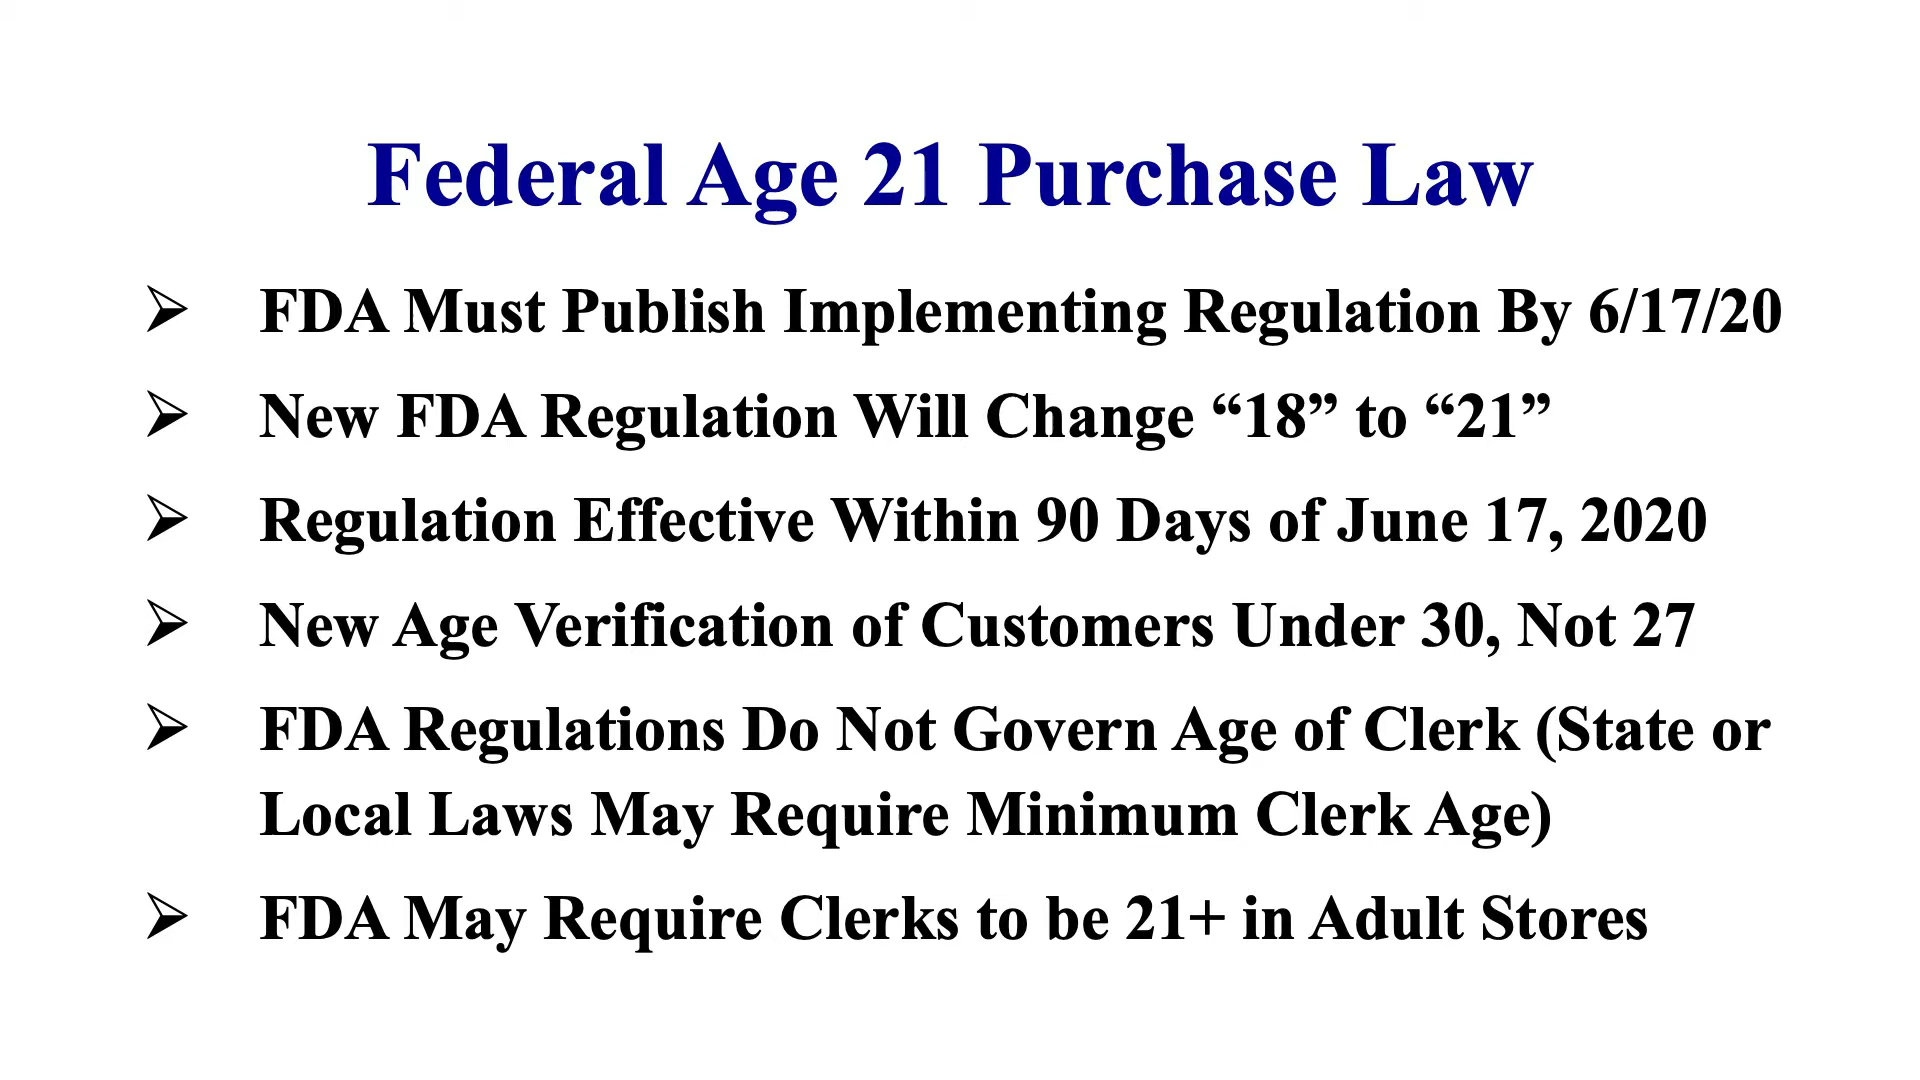 Federal Age 21 Purchase Law
➢ FDA Must Publish Implementing Regulation By 6/17/20
➢ New FDA Regulation Will Change “18” to “21”
➢ Regulation Effective Within 90 Days of June 17, 2020
➢ New Age Verification of Customers Under 30, Not 27
➢ FDA Regulations Do Not Govern Age of Clerk (State or
Local Laws May Require Minimum Clerk Age)
➢ FDA May Require Clerks to be 21+ in Adult Stores